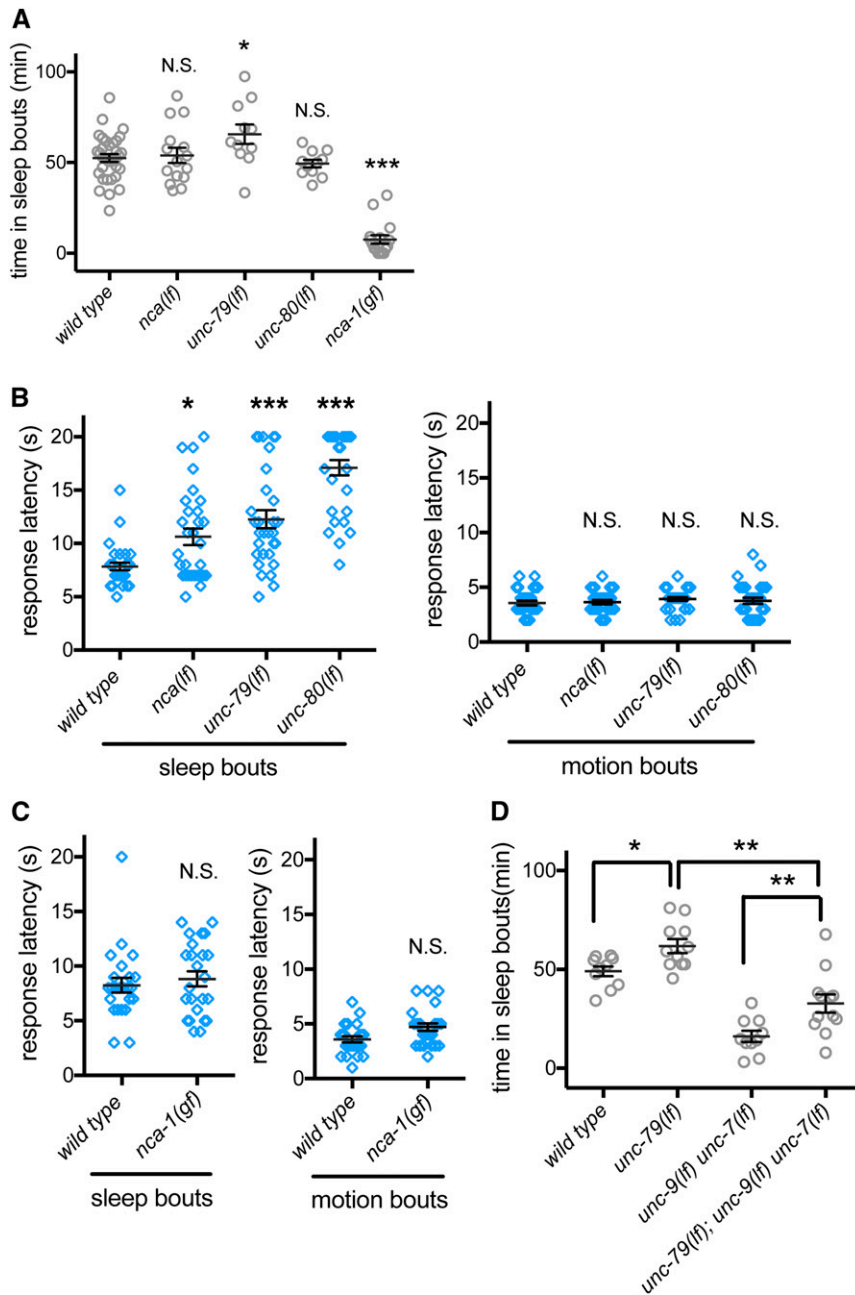 A
time in sleep bouts (min)
100
50
0
N.S.
*
N.S.
***
wild type
nca(lf)
unc-79(lf)
unc-80(lf)
nca-1(gf)
B
response latency (s)
20
15
10
5
0
*
***
***
wild type
nca(lf)
unc-79(lf)
unc-80(lf)
sleep bouts
response latency (s)
20
15
10
5
0
N.S.
N.S.
N.S.
wild type
nca(lf)
unc-79(lf)
unc-80(lf)
motion bouts
C
response latency (s)
20
15
10
5
0
N.S.
wild type
nca-1(gf)
sleep bouts
response latency (s)
20
15
10
5
0
N.S.
wild type
nca-1(gf)
motion bouts
D
time in sleep bouts(min)
100
50
0
*
**
**
wild type
unc-79(lf)
unc-9(lf) unc-7(lf)
unc-79(lf); unc-9(lf) unc-7(lf)